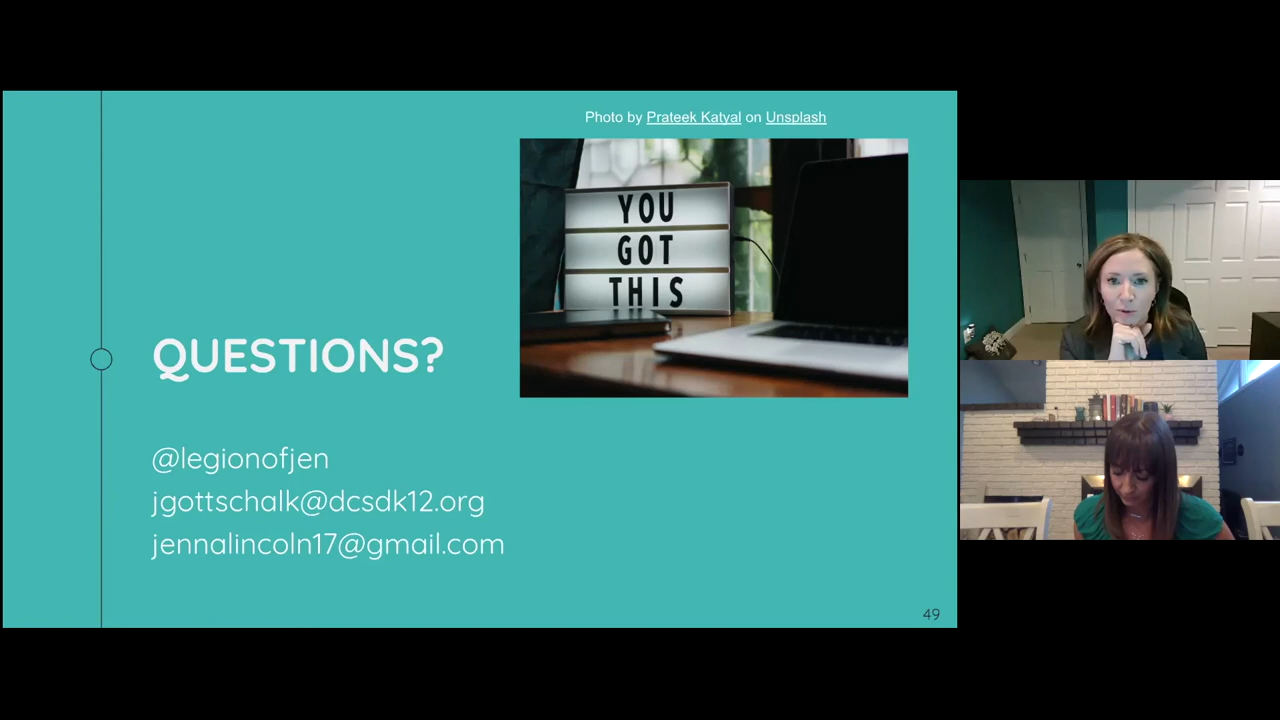 Photo by Prateek Katyal on Unsplash
YOU
GOT
THIS
QUESTIONS?
@legionofjen
jgottschalk@dcsdk12.org
jennalincoln17@gmail.com
49